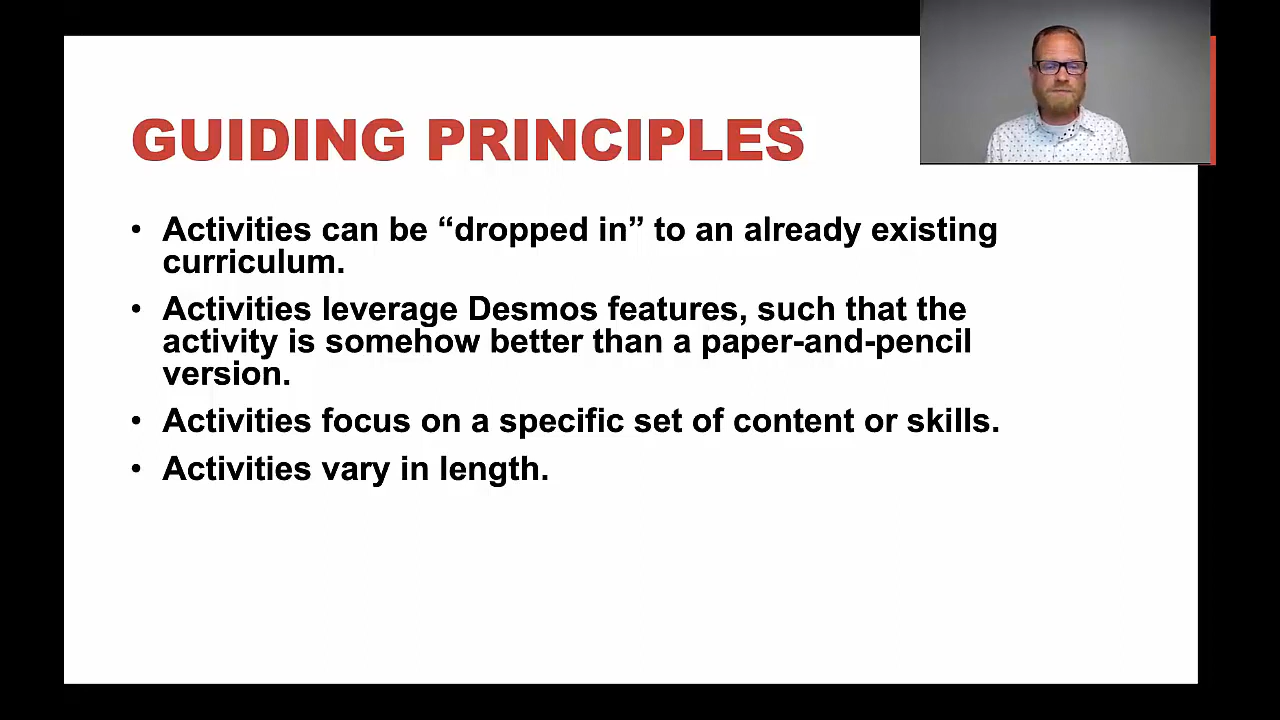 GUIDING PRINCIPLES
• Activities can be “dropped in” to an already existing
curriculum.
• Activities leverage Desmos features, such that the
activity is somehow better than a paper-and-pencil
version.
• Activities focus on a specific set of content or skills.
• Activities vary in length.